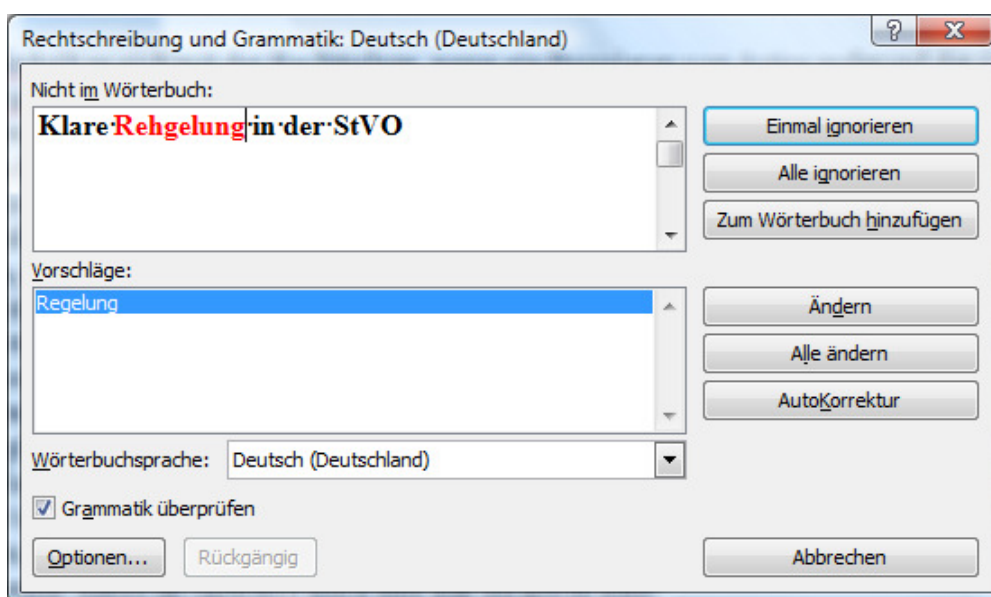 Rechtschreibung und Grammatik: Deutsch (Deutschland)
Nicht im Wörterbuch:
Klare·Rehgelung·in·der·StVO
Einmal ignorieren
Alle ignorieren
Zum Wörterbuch hinzufügen
Vorschläge:
Regelung
Ändern
Alle ändern
AutoKorrektur
Wörterbuchsprache: Deutsch (Deutschland)
Grammatik überprüfen
Optionen... Rückgängig Abbrechen